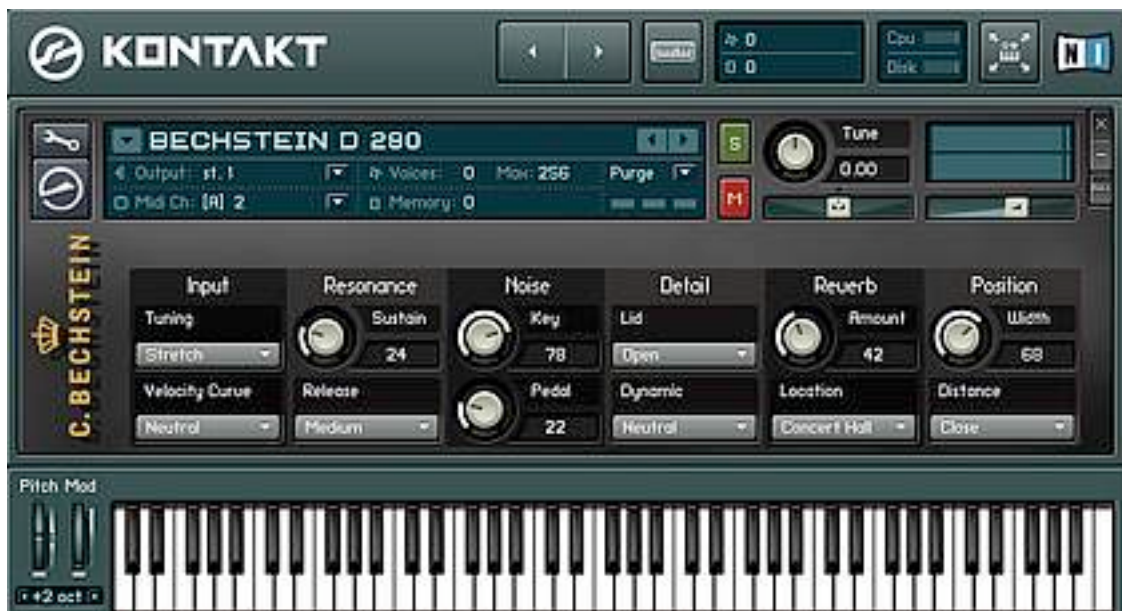 KONTAKT
0
0
Cpu
Disk
NI
BECHSTEIN D 280
S
Tune
0.00
Output: st. 1
Voices: 0 Max: 256
Purge
Midi Ch: [A] 2
Memory: 0
M
C. BECHSTEIN
Input
Resonance
Noise
Detail
Reverb
Position
Tuning
Sustain
Key
Lid
Amount
Width
Stretch
24
78
Open
42
68
Velocity Curve
Release
Pedal
Dynamic
Location
Distance
Neutral
Medium
22
Neutral
Concert Hall
Close
Pitch Mod
+2 oct